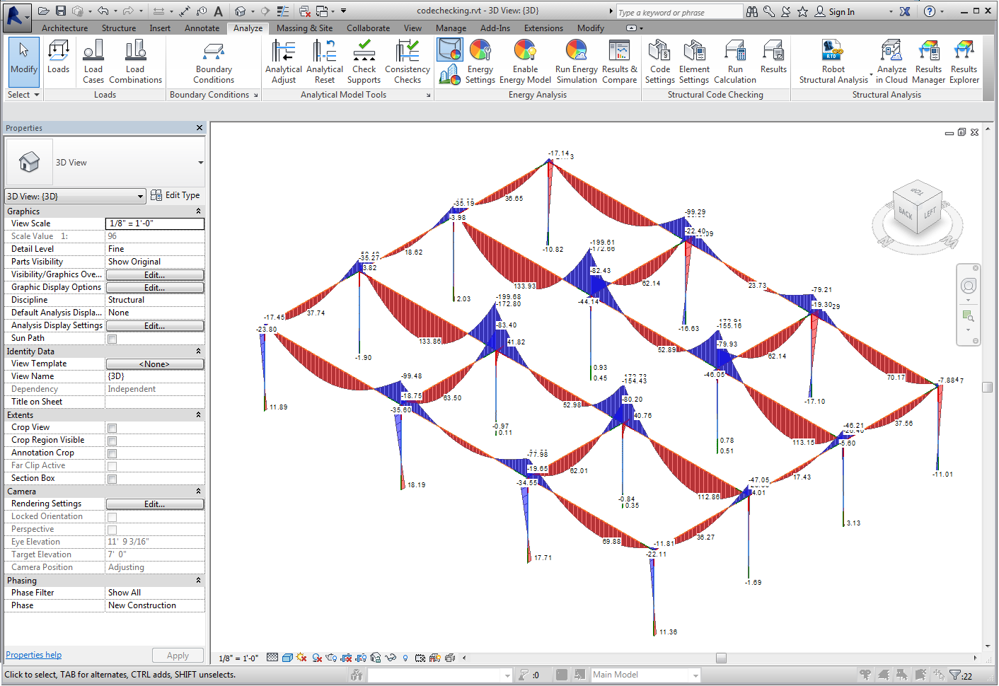 codechecking.rvt - 3D View: {3D}
Type a keyword or phrase
Sign In
Architecture Structure Insert Annotate Analyze Massing & Site Collaborate View Manage Add-Ins Extensions Modify
Modify
Loads
Load Cases
Load Combinations
Boundary Conditions
Analytical Adjust
Analytical Reset
Check Supports
Consistency Checks
Energy Settings
Enable Energy Model
Run Energy Simulation
Results & Compare
Code Settings
Element Settings
Run Calculation
Results
RTD
Robot Structural Analysis
Analyze in Cloud
Results Manager
Results Explorer
Select
Loads
Boundary Conditions
Analytical Model Tools
Energy Analysis
Structural Code Checking
Structural Analysis
Properties
3D View
3D View: {3D}
Edit Type
Graphics
View Scale 1/8" = 1'-0"
Scale Value 1: 96
Detail Level Fine
Parts Visibility Show Original
Visibility/Graphics Ove... Edit...
Graphic Display Options Edit...
Discipline Structural
Default Analysis Displa... None
Analysis Display Settings Edit...
Sun Path
Identity Data
View Template <None>
View Name {3D}
Dependency Independent
Title on Sheet
Extents
Crop View
Crop Region Visible
Annotation Crop
Far Clip Active
Section Box
Camera
Rendering Settings Edit...
Locked Orientation
Perspective
Eye Elevation 11' 9 3/16"
Target Elevation 7' 0"
Camera Position Adjusting
Phasing
Phase Filter Show All
Phase New Construction
Properties help
Apply
-17.14
36.65
-35.19
-3.98
-10.82
-99.29
-22.40
18.62
-35.27
3.82
-199.61
-172.66
-82.43
133.93
62.14
23.73
-79.21
-19.30
2.03
-44.14
-199.68
-172.80
-83.40
41.82
-17.45
37.74
-23.80
-16.63
-155.16
-79.93
133.86
52.89
62.14
-1.90
0.93
0.45
-46.05
70.17
-7.88
-99.48
-18.75
-35.60
63.50
-154.43
-80.20
40.76
52.98
11.89
-17.10
-0.97
0.11
-46.21
-5.60
37.56
0.78
0.51
113.15
-77.98
-19.65
-34.55
62.01
-11.01
17.43
-47.05
4.01
18.19
112.86
-0.84
0.35
3.13
69.88
-11.81
36.27
-22.11
17.71
-1.69
11.36
TOP
BACK
LEFT
1/8" = 1'-0"
Click to select, TAB for alternates, CTRL adds, SHIFT unselects.
:0
Main Model
:22